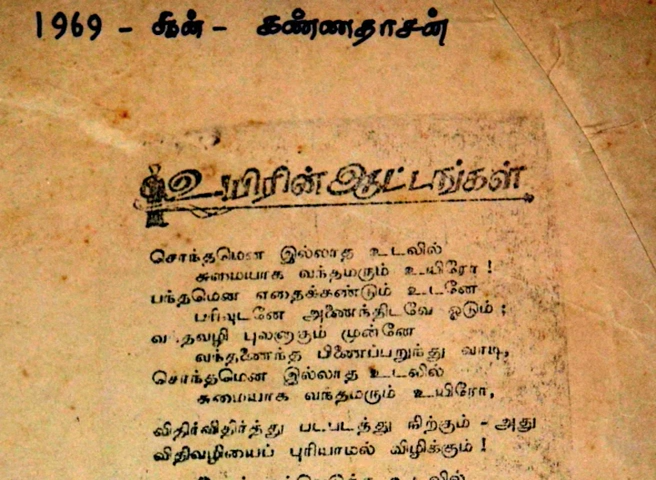 1969 - ஜூன் - கண்ணதாசன்
உயிரின் ஆட்டங்கள்
சொந்தமென இல்லாத உடலில்
சுமையாக வந்தமரும் உயிரோ !
பந்தமென எதைக்கண்டும் உடனே
பரிவுடனே அணைந்திடவே ஓடும் ;
வந்தவழி புலனாகும் முன்னே
வந்தணைந்த பிணைப்பறுந்து வாடி,
சொந்தமென இல்லாத உடலில்
சுமையாக வந்தமரும் உயிரோ,
விதிர்விதிர்த்து படபடத்து நிற்கும் - அது
விதிவழியைப் புரியாமல் விழிக்கும் !
உடலில்